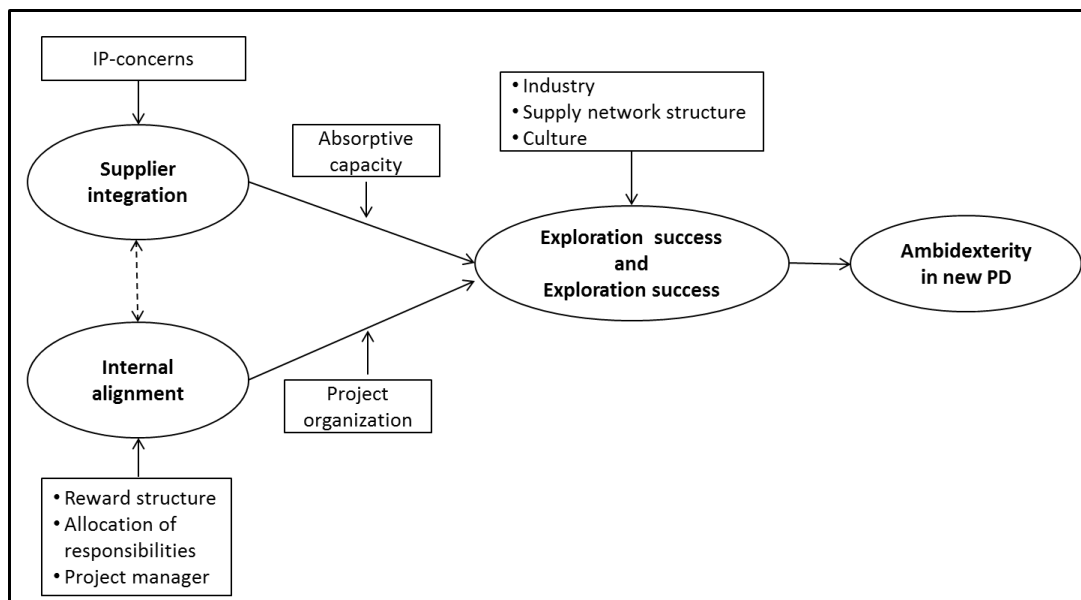 IP-concerns
Supplier
integration
Absorptive
capacity
• Industry
• Supply network structure
• Culture
Exploration success
and
Exploration success
Ambidexterity
in new PD
Internal
alignment
Project
organization
• Reward structure
• Allocation of
responsibilities
• Project manager